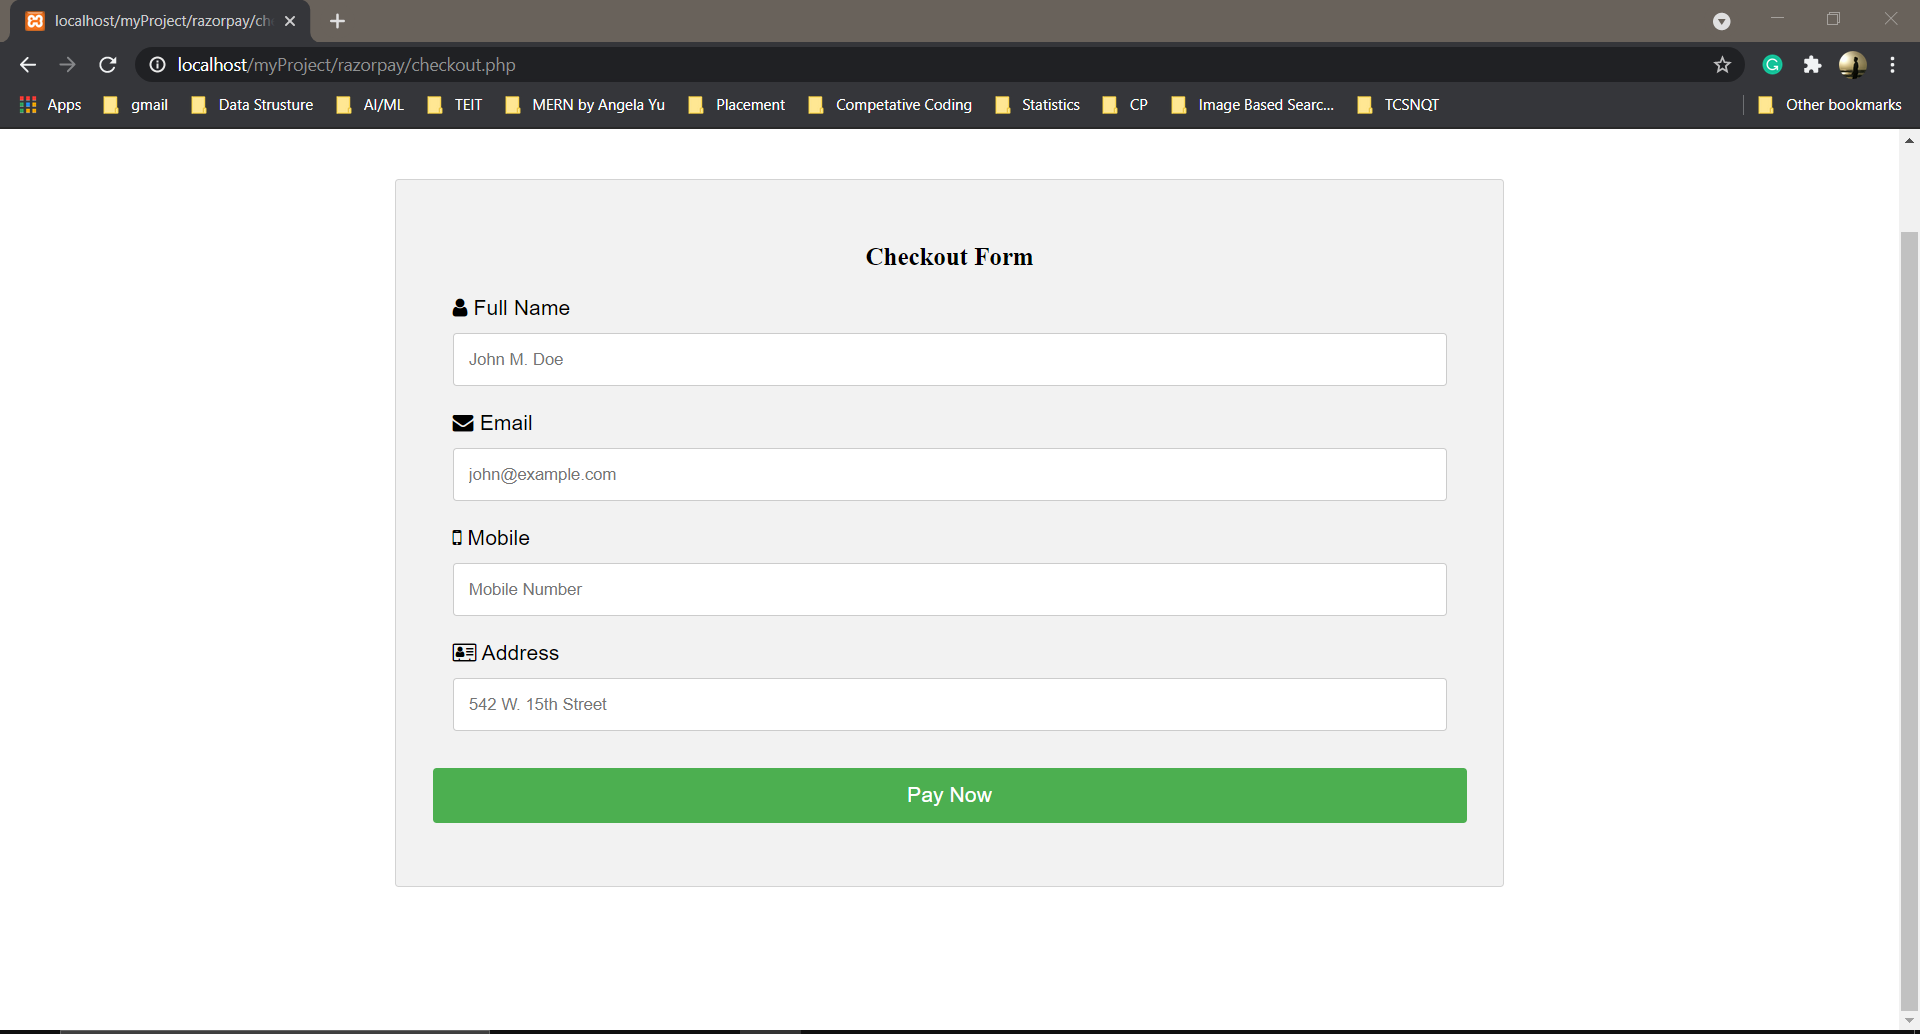 localhost/myProject/razorpay/che
localhost/myProject/razorpay/checkout.php
Apps gmail Data Strusture AI/ML TEIT MERN by Angela Yu Placement Competative Coding Statistics CP Image Based Searc... TCSNQT Other bookmarks
Checkout Form
Full Name
John M. Doe
Email
john@example.com
Mobile
Mobile Number
Address
542 W. 15th Street
Pay Now